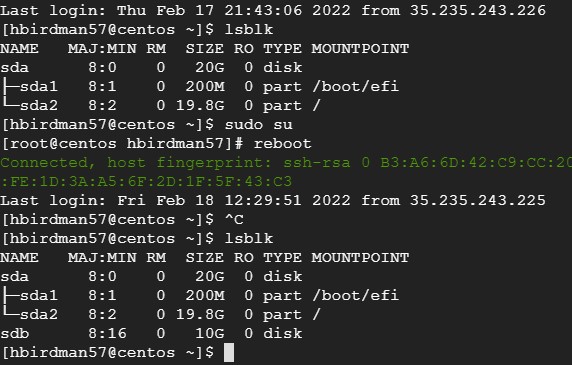 Last login: Thu Feb 17 21:43:06 2022 from 35.235.243.226
[hbirdman57@centos ~]$ lsblk
NAME   MAJ:MIN RM  SIZE RO TYPE MOUNTPOINT
sda      8:0    0   20G  0 disk
├─sda1   8:1    0  200M  0 part /boot/efi
└─sda2   8:2    0 19.8G  0 part /
[hbirdman57@centos ~]$ sudo su
[root@centos hbirdman57]# reboot
Connected, host fingerprint: ssh-rsa 0 B3:A6:6D:42:C9:CC:20
:FE:1D:3A:A5:6F:2D:1F:5F:43:C3
Last login: Fri Feb 18 12:29:51 2022 from 35.235.243.225
[hbirdman57@centos ~]$ ^C
[hbirdman57@centos ~]$ lsblk
NAME   MAJ:MIN RM  SIZE RO TYPE MOUNTPOINT
sda      8:0    0   20G  0 disk
├─sda1   8:1    0  200M  0 part /boot/efi
└─sda2   8:2    0 19.8G  0 part /
sdb      8:16   0   10G  0 disk
[hbirdman57@centos ~]$